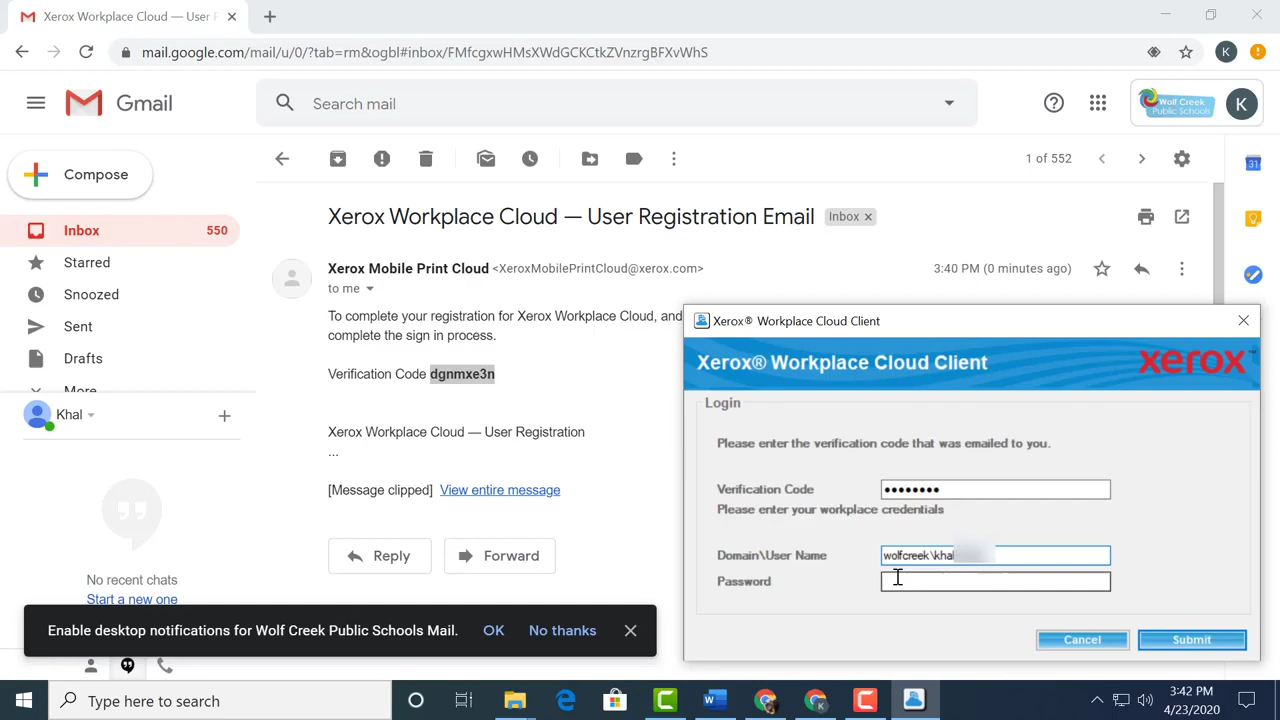 Xerox Workplace Cloud — User R
mail.google.com/mail/u/0/?tab=rm&ogbl#inbox/FMfcgxwHMsXWdGCKCtkZVnzrgBFXvWhS
K
Gmail
Search mail
Wolf Creek
Public Schools
K
Compose
1 of 552
31
Inbox 550
Starred
Snoozed
Sent
Drafts
More
Khal
No recent chats
Start a new one
Xerox Workplace Cloud — User Registration Email
Inbox
Xerox Mobile Print Cloud <XeroxMobilePrintCloud@xerox.com>
3:40 PM (0 minutes ago)
to me
To complete your registration for Xerox Workplace Cloud, and
complete the sign in process.
Verification Code dgnmxe3n
Xerox Workplace Cloud — User Registration
...
[Message clipped] View entire message
Reply
Forward
Xerox® Workplace Cloud Client
Xerox® Workplace Cloud Client
xerox™
Login
Please enter the verification code that was emailed to you.
Verification Code ••••••••
Please enter your workplace credentials
Domain\User Name wolfcreek\khal
Password
Cancel
Submit
Enable desktop notifications for Wolf Creek Public Schools Mail. OK No thanks
Type here to search
3:42 PM
4/23/2020